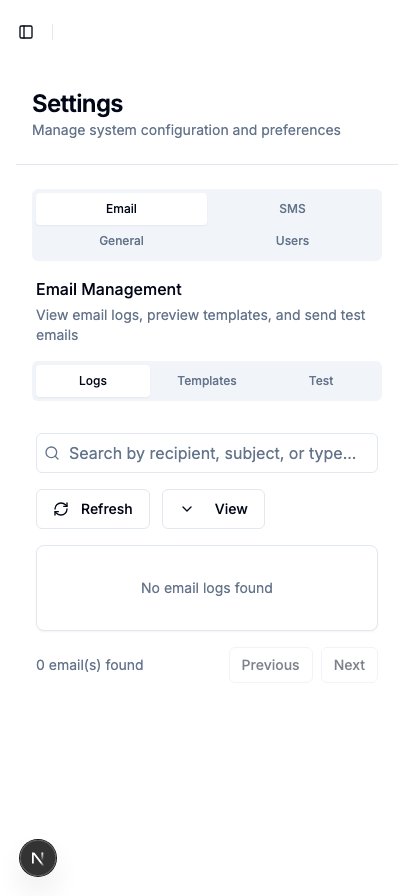 Settings
Manage system configuration and preferences
Email
SMS
General
Users
Email Management
View email logs, preview templates, and send test
emails
Logs
Templates
Test
Search by recipient, subject, or type...
Refresh
View
No email logs found
0 email(s) found
Previous
Next
N